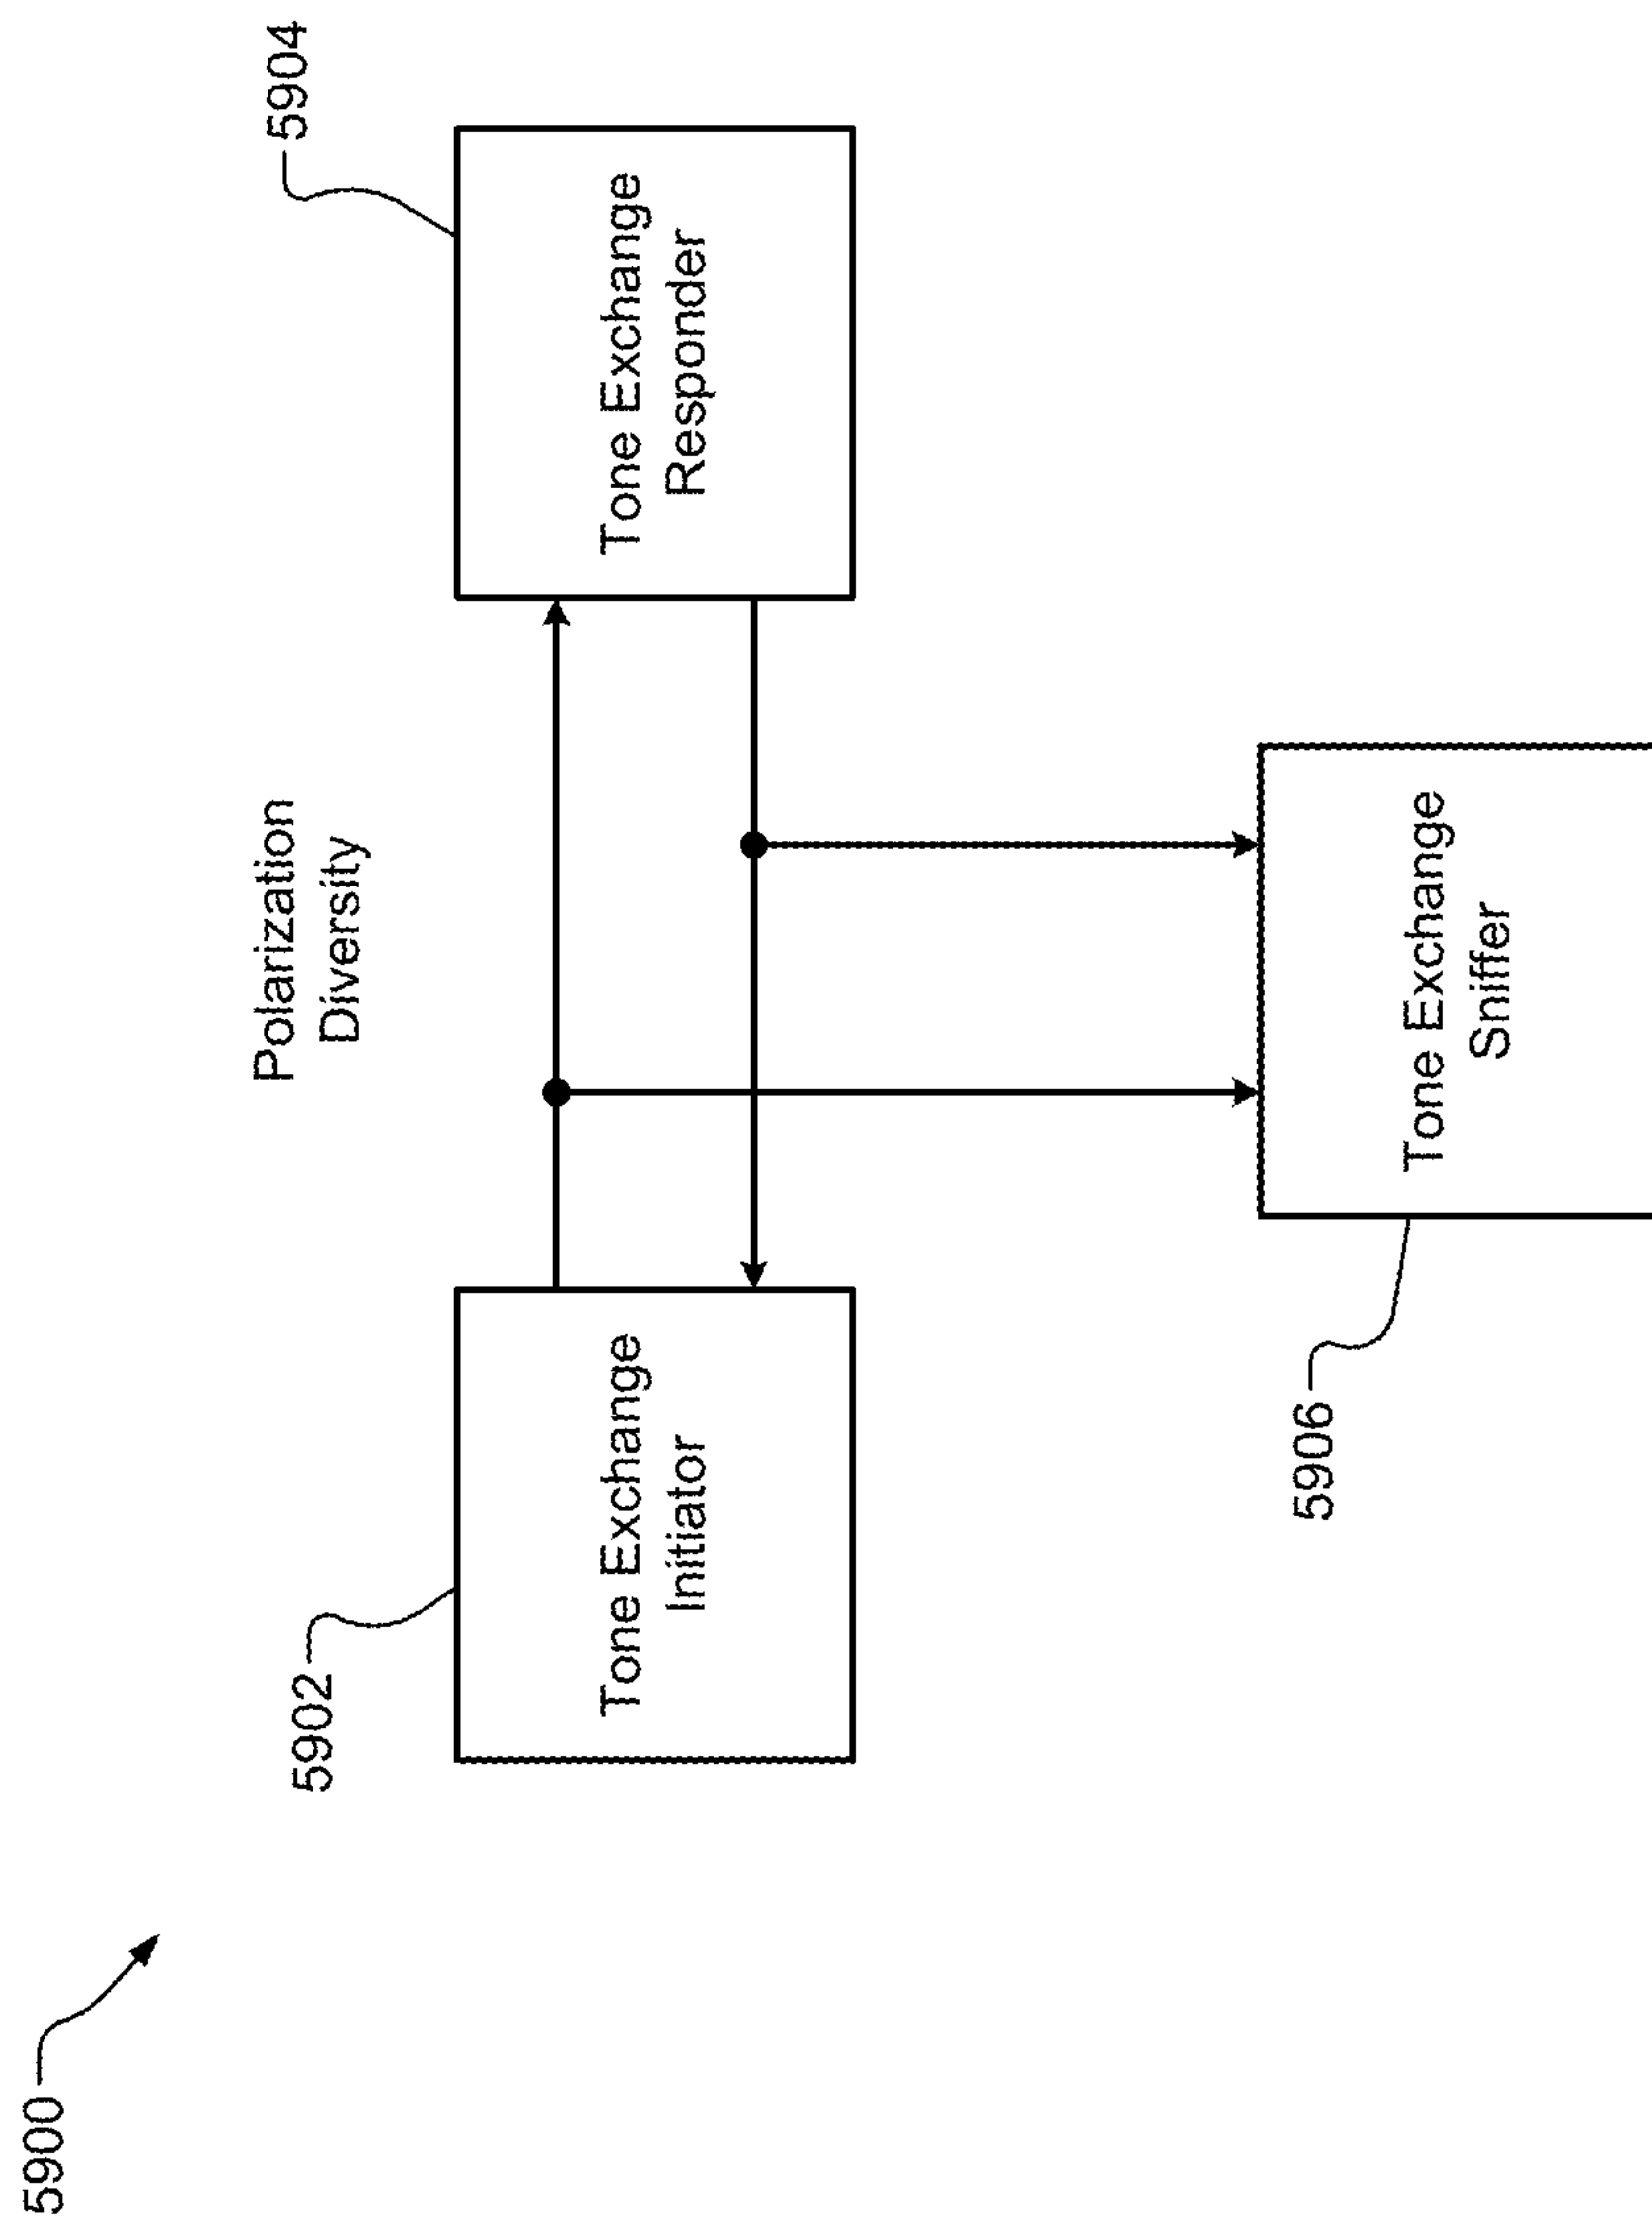 5900
5902
Tone Exchange
Initiator
Polarization
Diversity
5904
Tone Exchange
Responder
5906
Tone Exchange
Sniffer